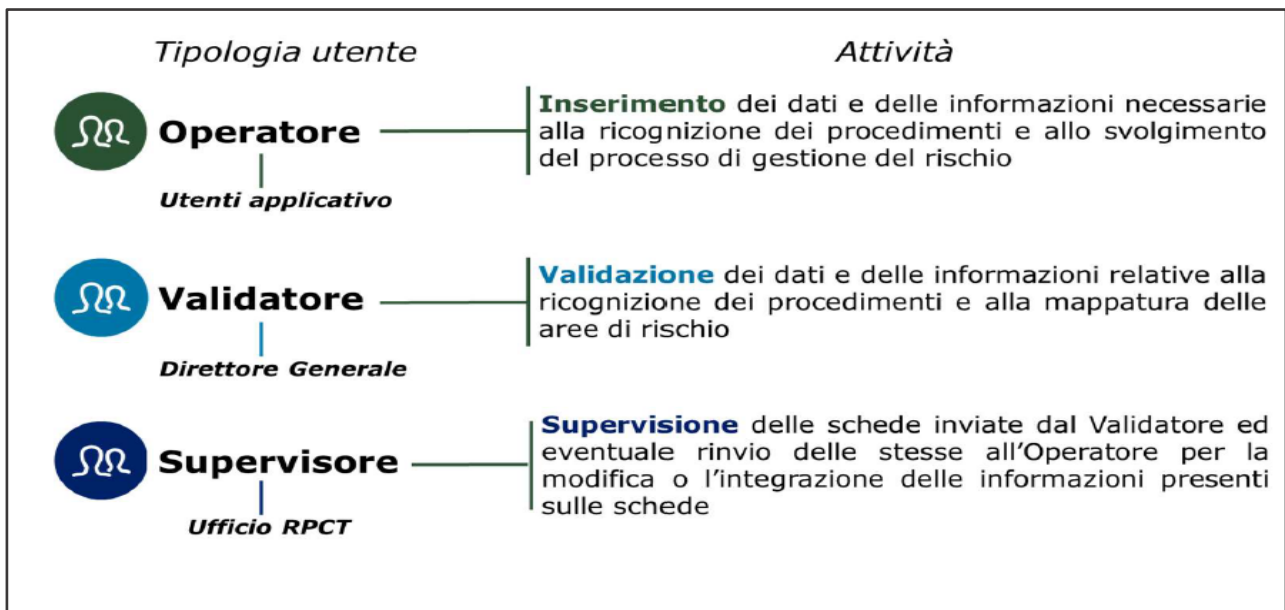 Tipologia utente
Attività
Operatore
Utenti applicativo
Inserimento dei dati e delle informazioni necessarie
alla ricognizione dei procedimenti e allo svolgimento
del processo di gestione del rischio
Validatore
Direttore Generale
Validazione dei dati e delle informazioni relative alla
ricognizione dei procedimenti e alla mappatura delle
aree di rischio
Supervisore
Ufficio RPCT
Supervisione delle schede inviate dal Validatore ed
eventuale rinvio delle stesse all’Operatore per la
modifica o l’integrazione delle informazioni presenti
sulle schede